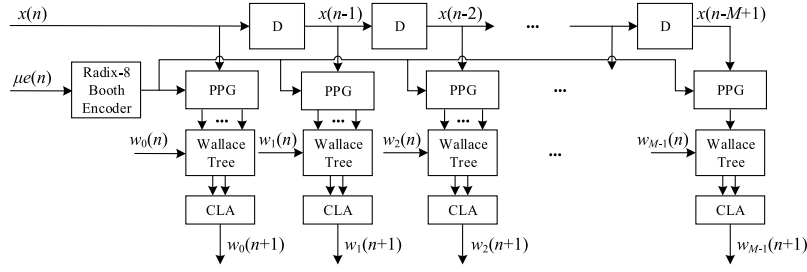 x(n) D x(n-1) D x(n-2) ... ... D x(n-M+1)
μe(n) Radix-8 Booth Encoder PPG PPG PPG ... PPG
... ... ...
w0(n) Wallace Tree w1(n) Wallace Tree w2(n) Wallace Tree ... wM-1(n) Wallace Tree
CLA CLA CLA CLA
w0(n+1) w1(n+1) w2(n+1) wM-1(n+1)